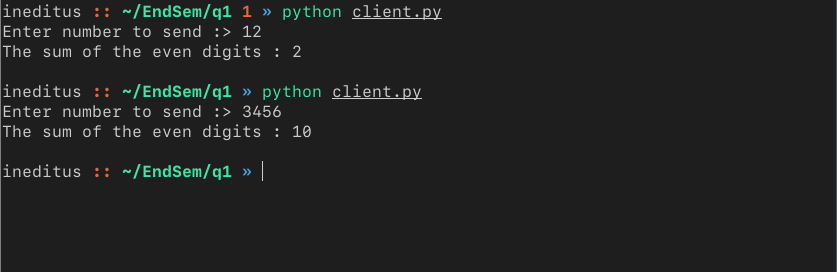 ineditus :: ~/EndSem/q1 1 » python client.py
Enter number to send :> 12
The sum of the even digits : 2
ineditus :: ~/EndSem/q1 » python client.py
Enter number to send :> 3456
The sum of the even digits : 10
ineditus :: ~/EndSem/q1 »